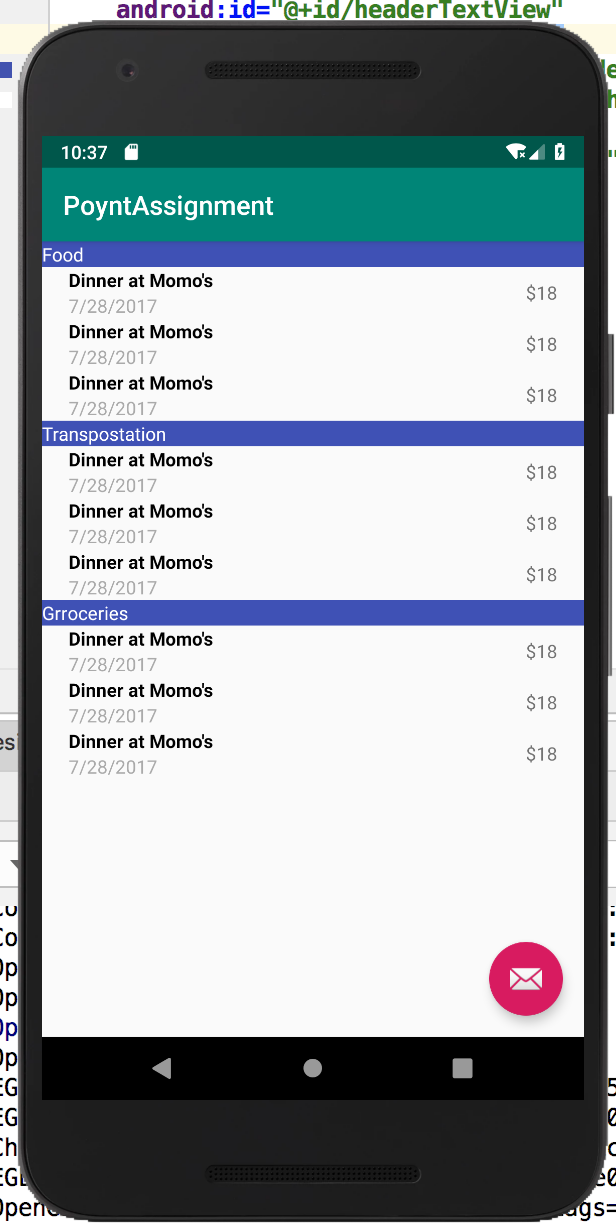 android:id="@+id/headerTextView"
10:37
PoyntAssignment
Food
Dinner at Momo's
7/28/2017
$18
Dinner at Momo's
7/28/2017
$18
Dinner at Momo's
7/28/2017
$18
Transpostation
Dinner at Momo's
7/28/2017
$18
Dinner at Momo's
7/28/2017
$18
Dinner at Momo's
7/28/2017
$18
Grroceries
Dinner at Momo's
7/28/2017
$18
Dinner at Momo's
7/28/2017
$18
Dinner at Momo's
7/28/2017
$18